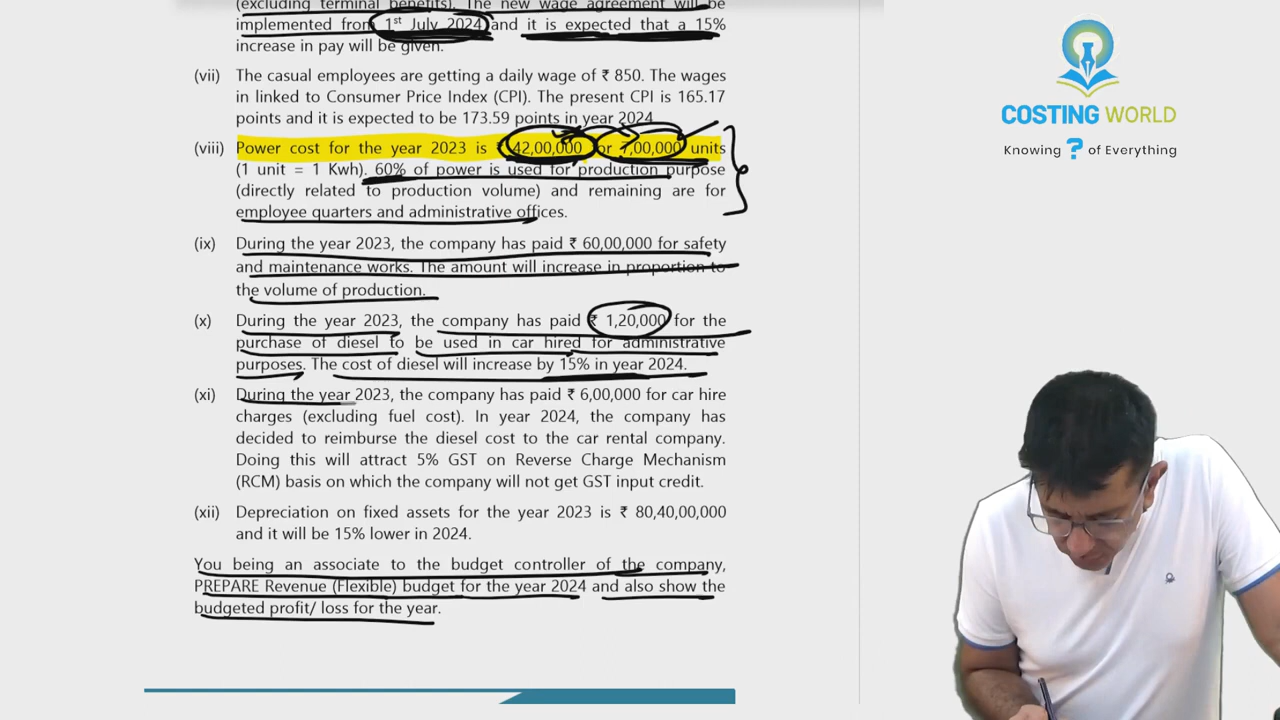 (excluding terminal benefits). The new wage agreement will be
implemented from 1st July 2024 and it is expected that a 15%
increase in pay will be given.
(vii) The casual employees are getting a daily wage of ₹ 850. The wages
in linked to Consumer Price Index (CPI). The present CPI is 165.17
points and it is expected to be 173.59 points in year 2024.
(viii) Power cost for the year 2023 is ₹ 42,00,000 for 7,00,000 units
(1 unit = 1 Kwh). 60% of power is used for production purpose
(directly related to production volume) and remaining are for
employee quarters and administrative offices.
(ix) During the year 2023, the company has paid ₹ 60,00,000 for safety
and maintenance works. The amount will increase in proportion to
the volume of production.
(x) During the year 2023, the company has paid ₹ 1,20,000 for the
purchase of diesel to be used in car hired for administrative
purposes. The cost of diesel will increase by 15% in year 2024.
(xi) During the year 2023, the company has paid ₹ 6,00,000 for car hire
charges (excluding fuel cost). In year 2024, the company has
decided to reimburse the diesel cost to the car rental company.
Doing this will attract 5% GST on Reverse Charge Mechanism
(RCM) basis on which the company will not get GST input credit.
(xii) Depreciation on fixed assets for the year 2023 is ₹ 80,40,00,000
and it will be 15% lower in 2024.
You being an associate to the budget controller of the company,
PREPARE Revenue (Flexible) budget for the year 2024 and also show the
budgeted profit/ loss for the year.
COSTING WORLD
Knowing ? of Everything